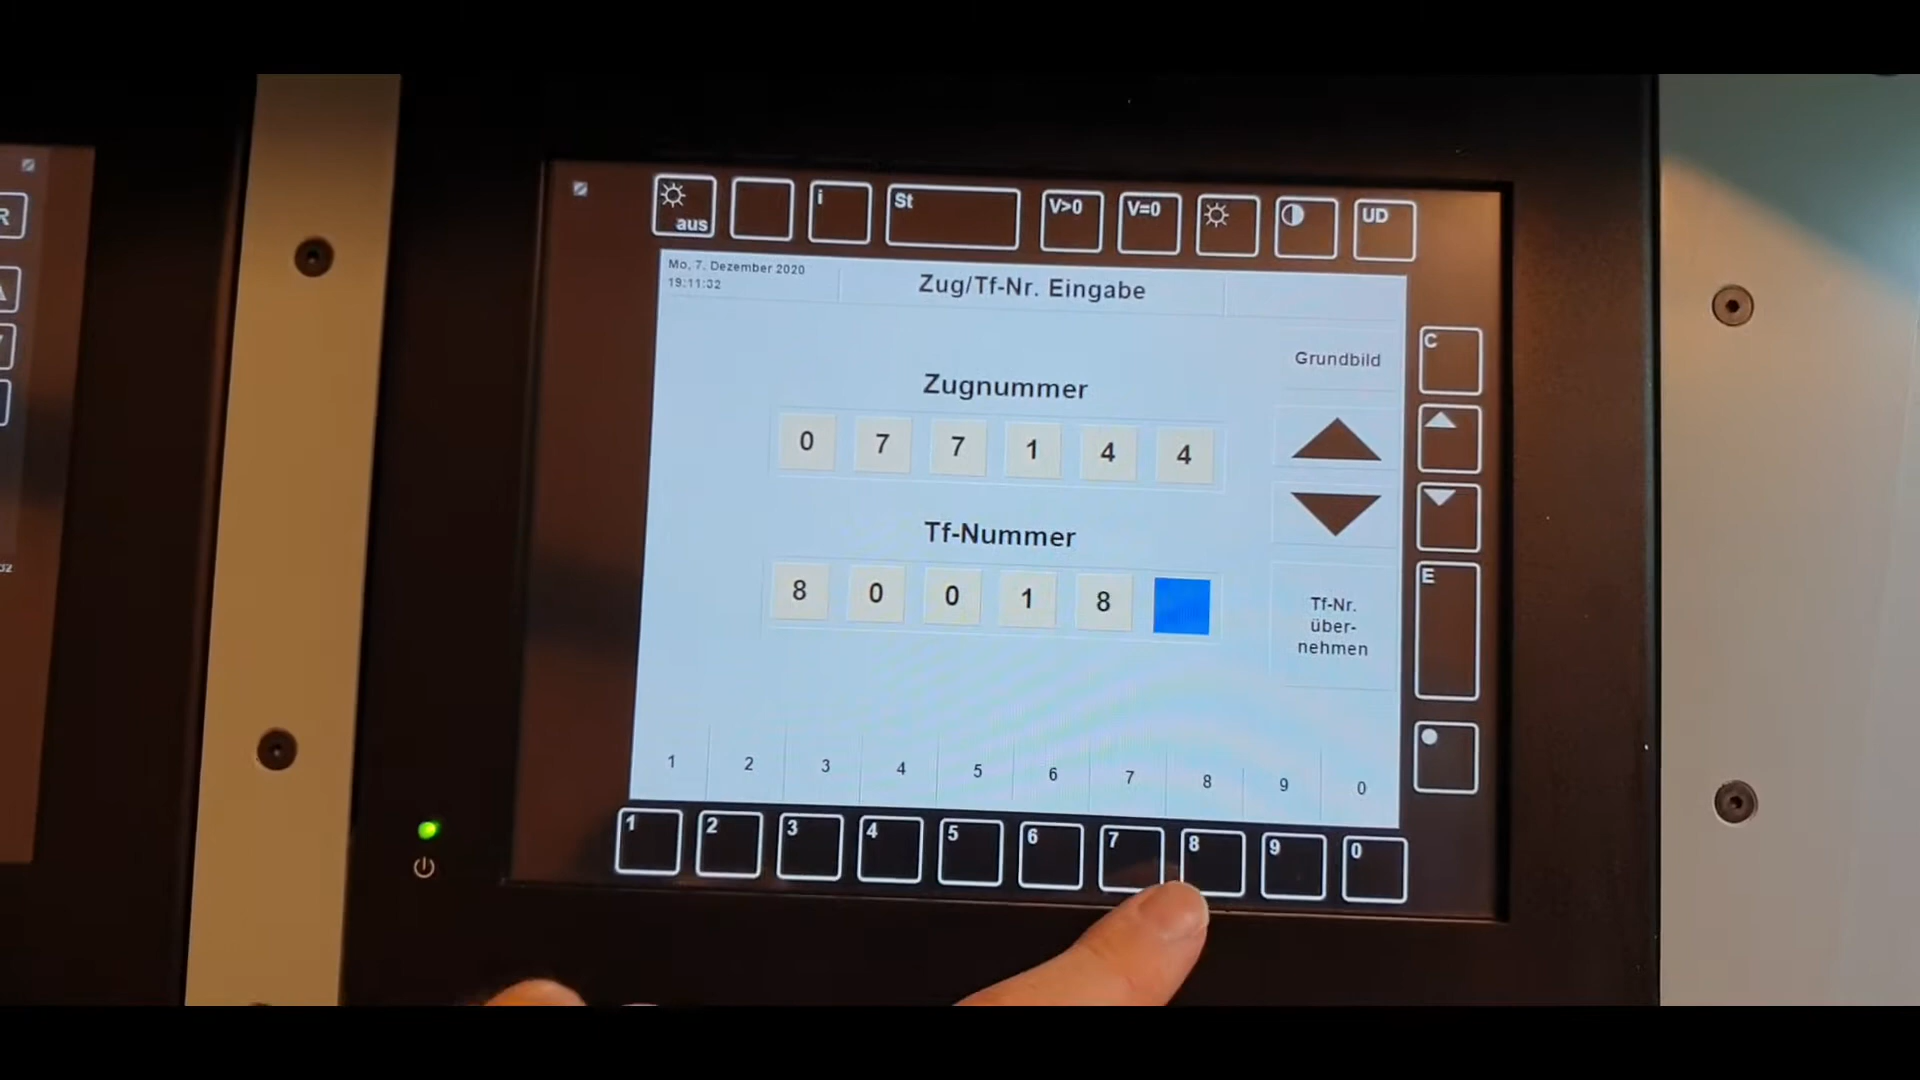 aus
i
St
V>0
V=0
UD
Mo, 7. Dezember 2020
19:11:32
Zug/Tf-Nr. Eingabe
Grundbild
C
Zugnummer
0 7 7 1 4 4
Tf-Nummer
8 0 0 1 8
E
Tf-Nr.
über-
nehmen
1 2 3 4 5 6 7 8 9 0
1 2 3 4 5 6 7 8 9 0
R
A
32